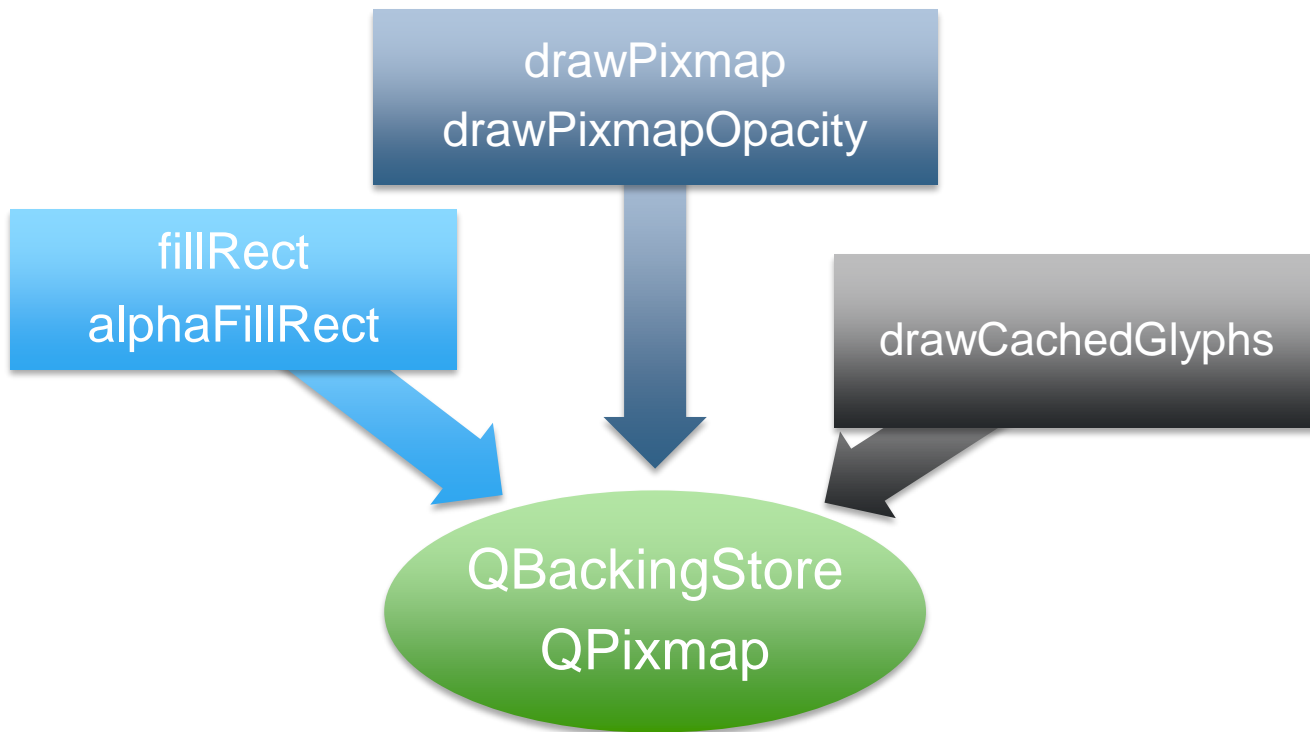 drawPixmap
drawPixmapOpacity
fillRect
alphaFillRect
drawCachedGlyphs
QBackingStore
QPixmap